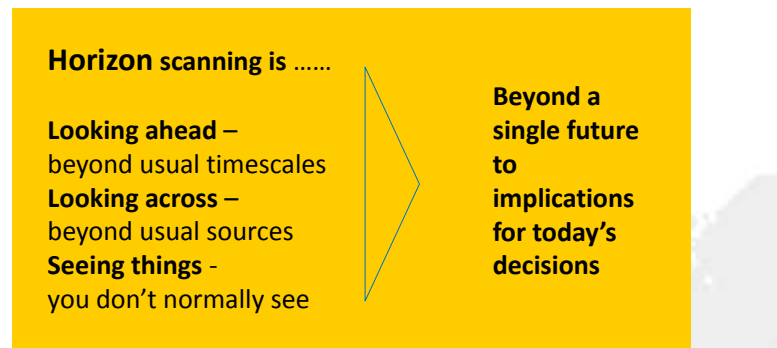 Horizon scanning is ……
Looking ahead –
beyond usual timescales
Looking across –
beyond usual sources
Seeing things -
you don’t normally see
Beyond a
single future
to
implications
for today’s
decisions